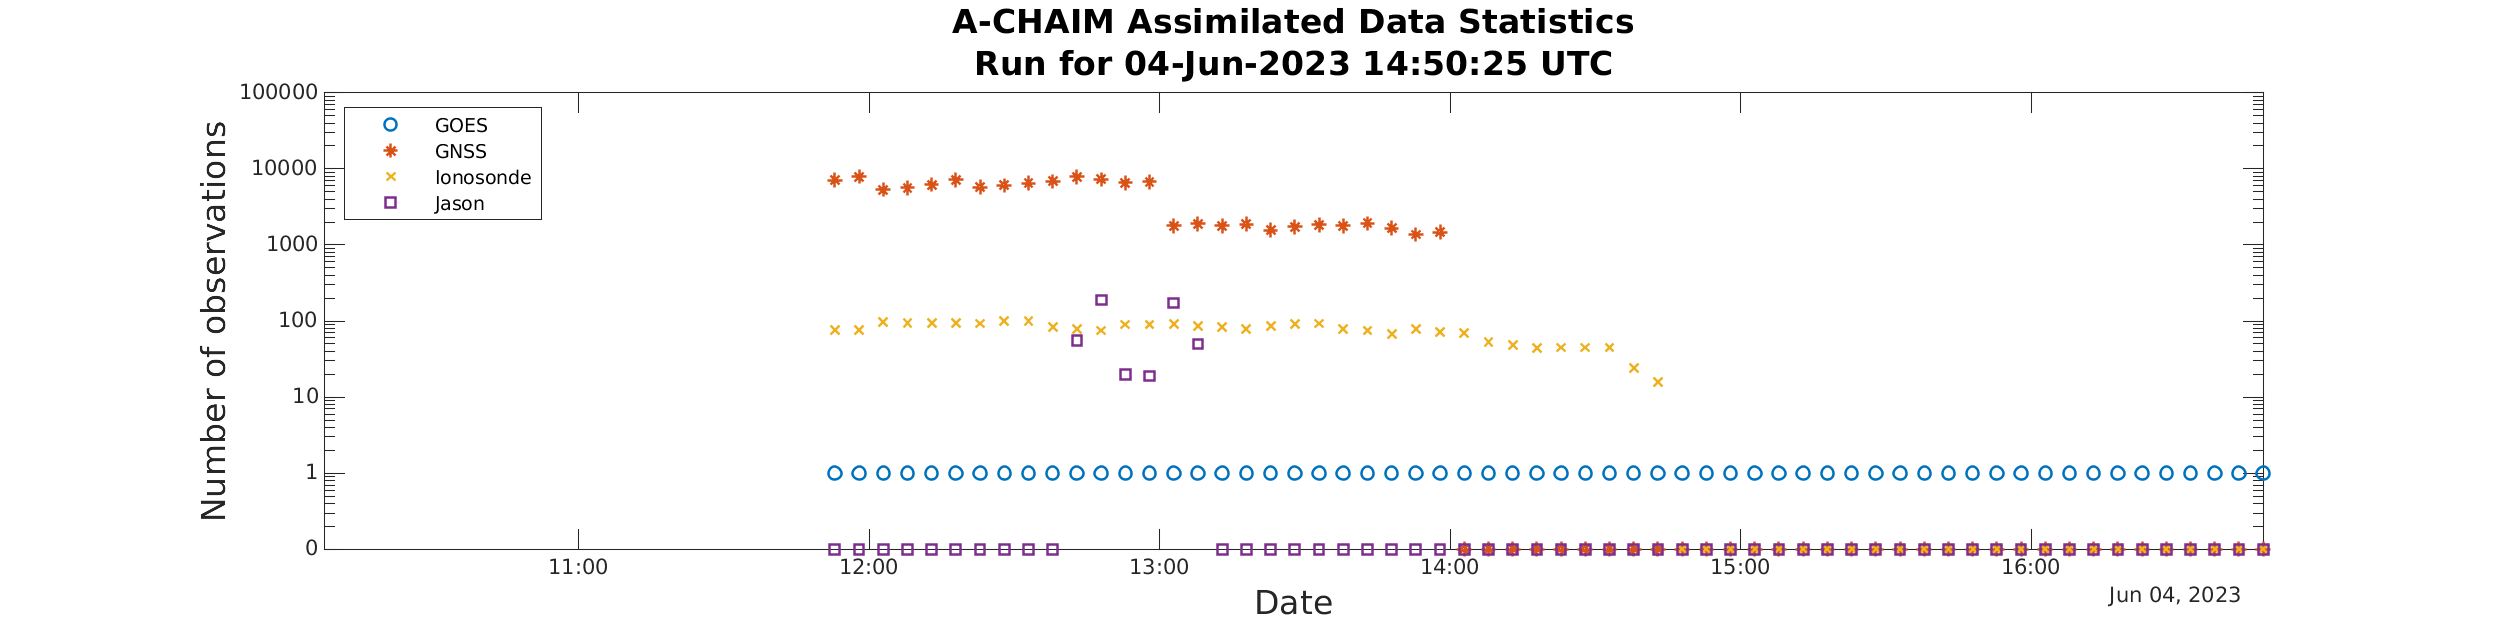 A-CHAIM Assimilated Data Statistics
Run for 04-Jun-2023 14:50:25 UTC
100000
10000
1000
100
10
1
0
Number of observations
GOES
GNSS
Ionosonde
Jason
11:00 12:00 13:00 14:00 15:00 16:00
Date
Jun 04, 2023